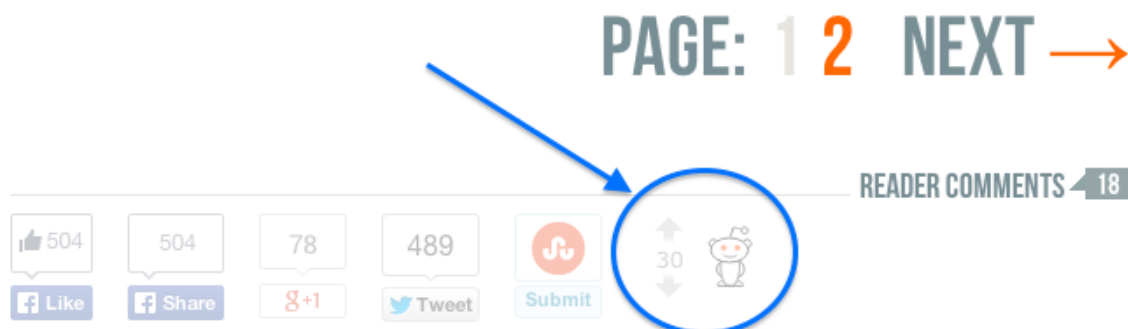 PAGE: 1 2 NEXT →
READER COMMENTS 18
504 504 78 489 30
Like Share g+1 Tweet Submit